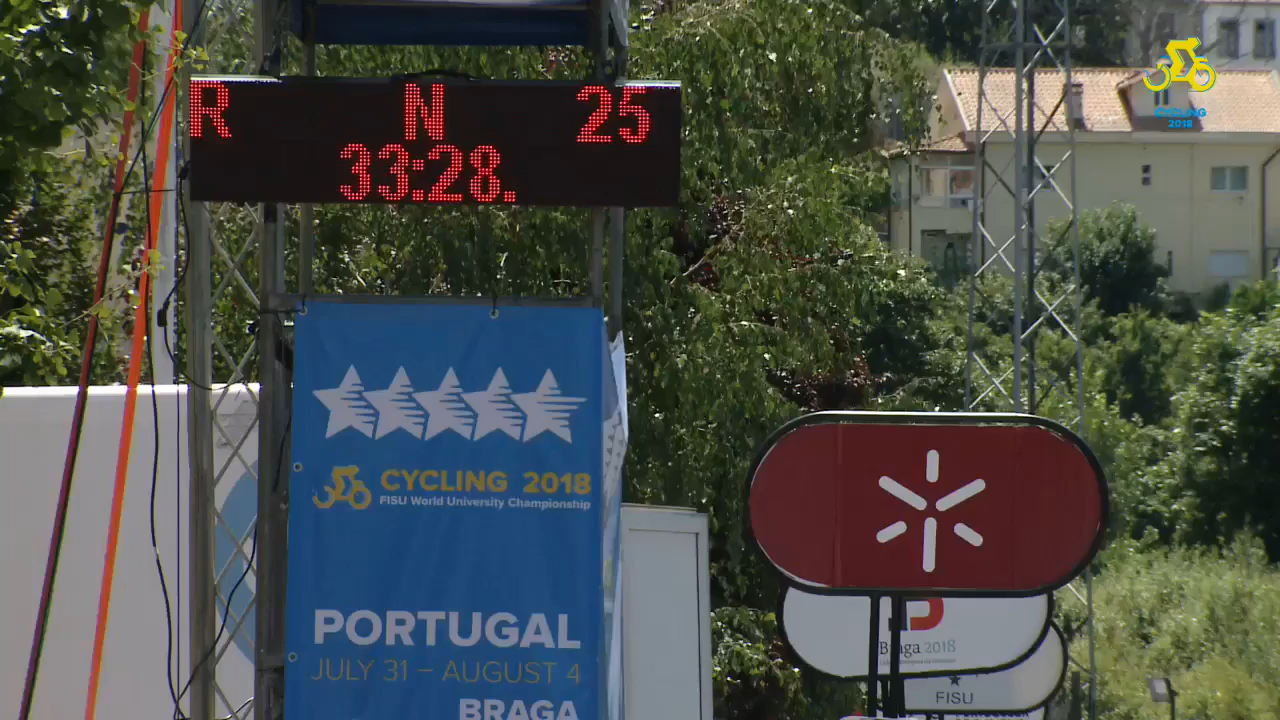 R N 25
33:28.
CYCLING 2018
CYCLING 2018
FISU World University Championship
PORTUGAL
JULY 31 – AUGUST 4
BRAGA
Braga 2018
FISU